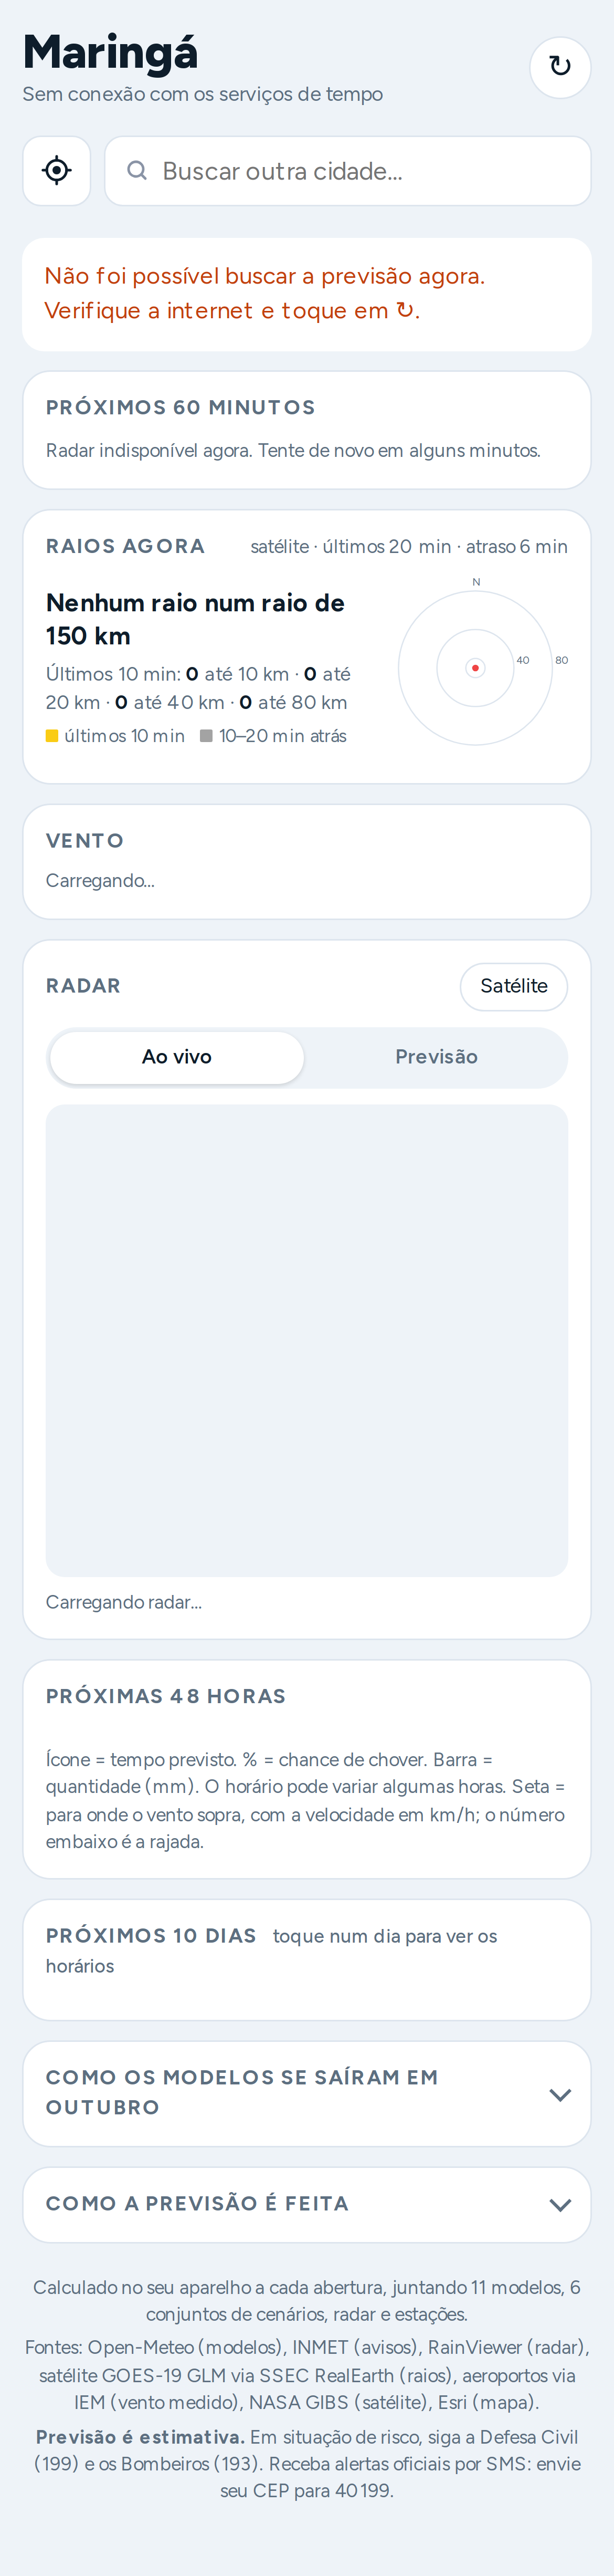 Maringá
Sem conexão com os serviços de tempo
↻
Buscar outra cidade...
Não foi possível buscar a previsão agora.
Verifique a internet e toque em ↻.
PRÓXIMOS 60 MINUTOS
Radar indisponível agora. Tente de novo em alguns minutos.
RAIOS AGORA
satélite · últimos 20 min · atraso 6 min
Nenhum raio num raio de
150 km
Últimos 10 min: 0 até 10 km · 0 até
20 km · 0 até 40 km · 0 até 80 km
últimos 10 min 10–20 min atrás
N
40 80
VENTO
Carregando...
RADAR
Satélite
Ao vivo
Previsão
Carregando radar...
PRÓXIMAS 48 HORAS
Ícone = tempo previsto. % = chance de chover. Barra =
quantidade (mm). O horário pode variar algumas horas. Seta =
para onde o vento sopra, com a velocidade em km/h; o número
embaixo é a rajada.
PRÓXIMOS 10 DIAS toque num dia para ver os
horários
COMO OS MODELOS SE SAÍRAM EM
OUTUBRO
COMO A PREVISÃO É FEITA
Calculado no seu aparelho a cada abertura, juntando 11 modelos, 6
conjuntos de cenários, radar e estações.
Fontes: Open-Meteo (modelos), INMET (avisos), RainViewer (radar),
satélite GOES-19 GLM via SSEC RealEarth (raios), aeroportos via
IEM (vento medido), NASA GIBS (satélite), Esri (mapa).
Previsão é estimativa. Em situação de risco, siga a Defesa Civil
(199) e os Bombeiros (193). Receba alertas oficiais por SMS: envie
seu CEP para 40199.